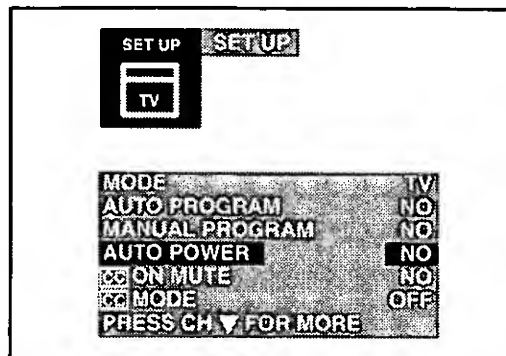 SET UP SET UP
TV
MODE TV
AUTO PROGRAM NO
MANUAL PROGRAM NO
AUTO POWER NO
CC ON MUTE NO
CC MODE OFF
PRESS CH ▼ FOR MORE